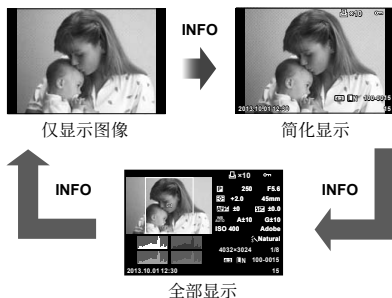 INFO
×10
100-0015
2013.10.01 12:30
15
仅显示图像
简化显示
INFO
INFO
×10
P 250 F5.6
+2.0 45mm
±0 ±0.0
A±10 G±10
ISO 400 Adobe
Natural
4032×3024 1/8
N 100-0015
2013.10.01 12:30 15
全部显示